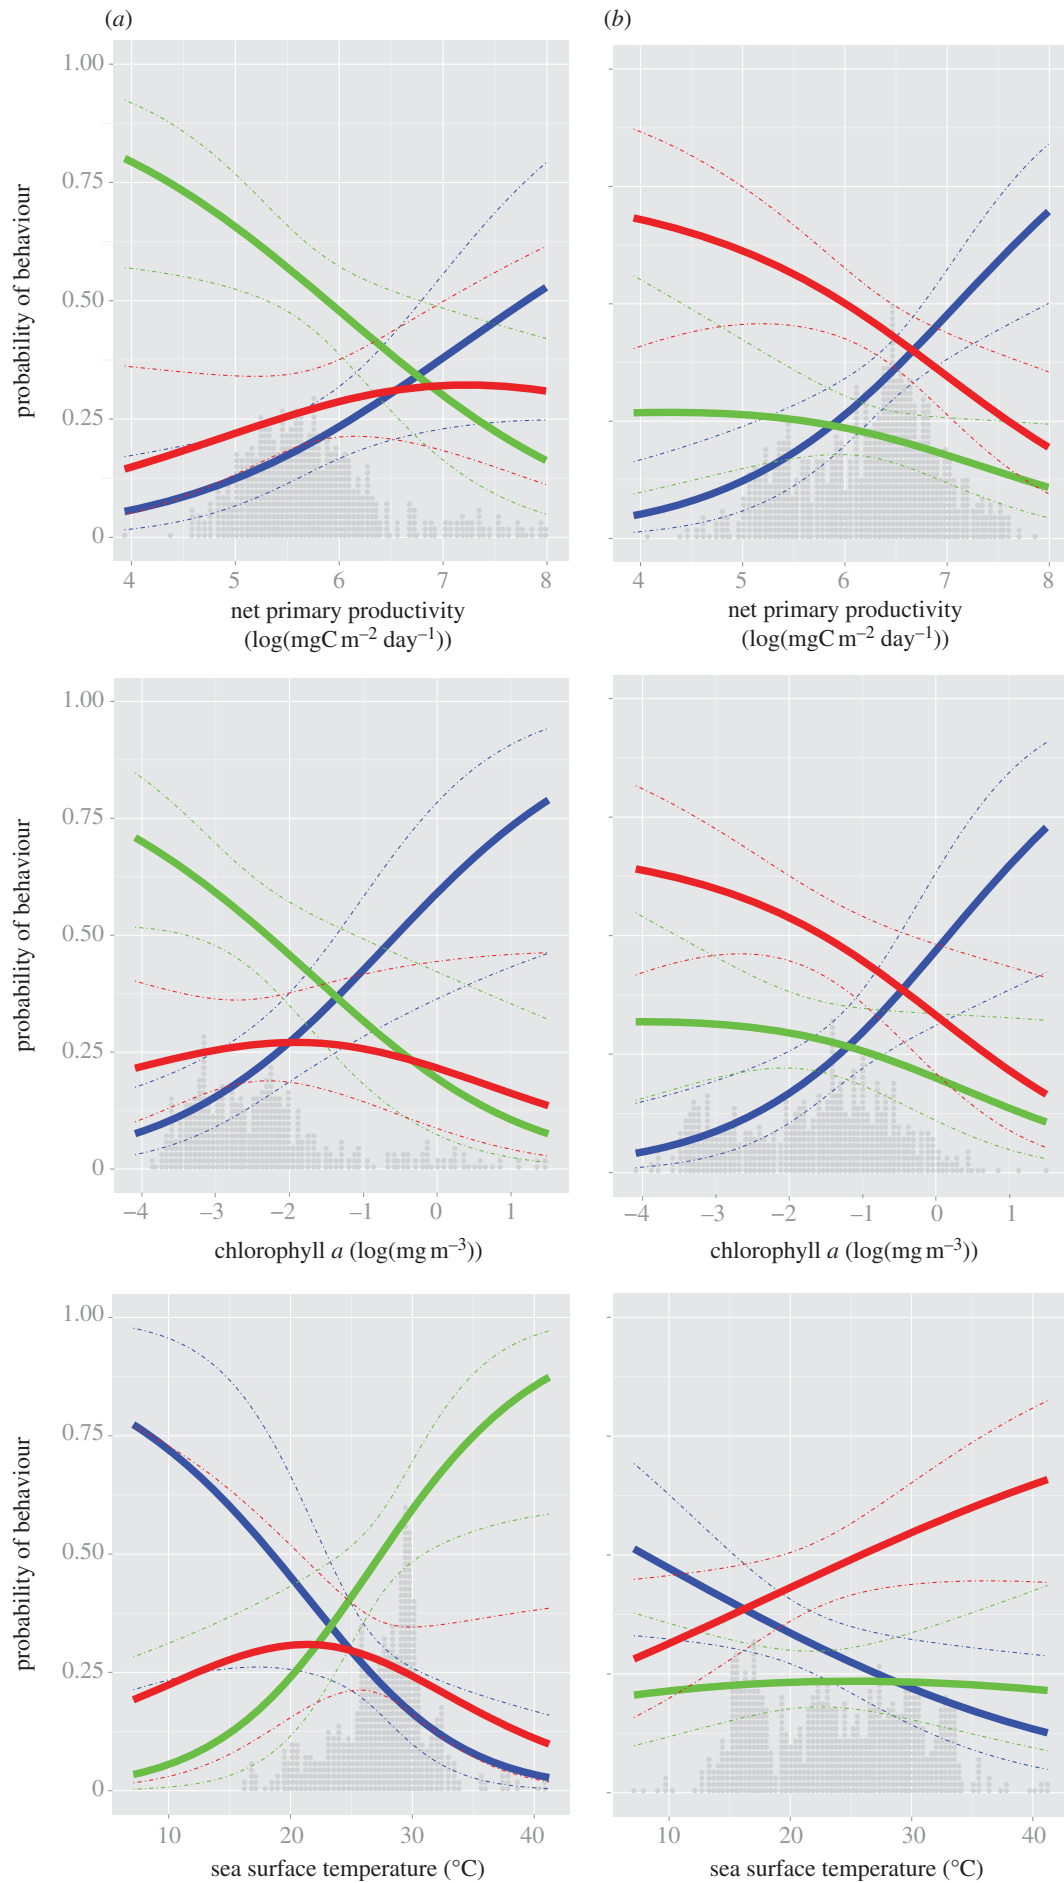 (a) (b)
1.00
0.75
0.50
0.25
0
probability of behaviour
4 5 6 7 8
4 5 6 7 8
net primary productivity
(log(mgC m⁻² day⁻¹))
net primary productivity
(log(mgC m⁻² day⁻¹))
1.00
0.75
0.50
0.25
0
probability of behaviour
−4 −3 −2 −1 0 1
−4 −3 −2 −1 0 1
chlorophyll a (log(mg m⁻³))
chlorophyll a (log(mg m⁻³))
1.00
0.75
0.50
0.25
0
probability of behaviour
10 20 30 40
10 20 30 40
sea surface temperature (°C)
sea surface temperature (°C)